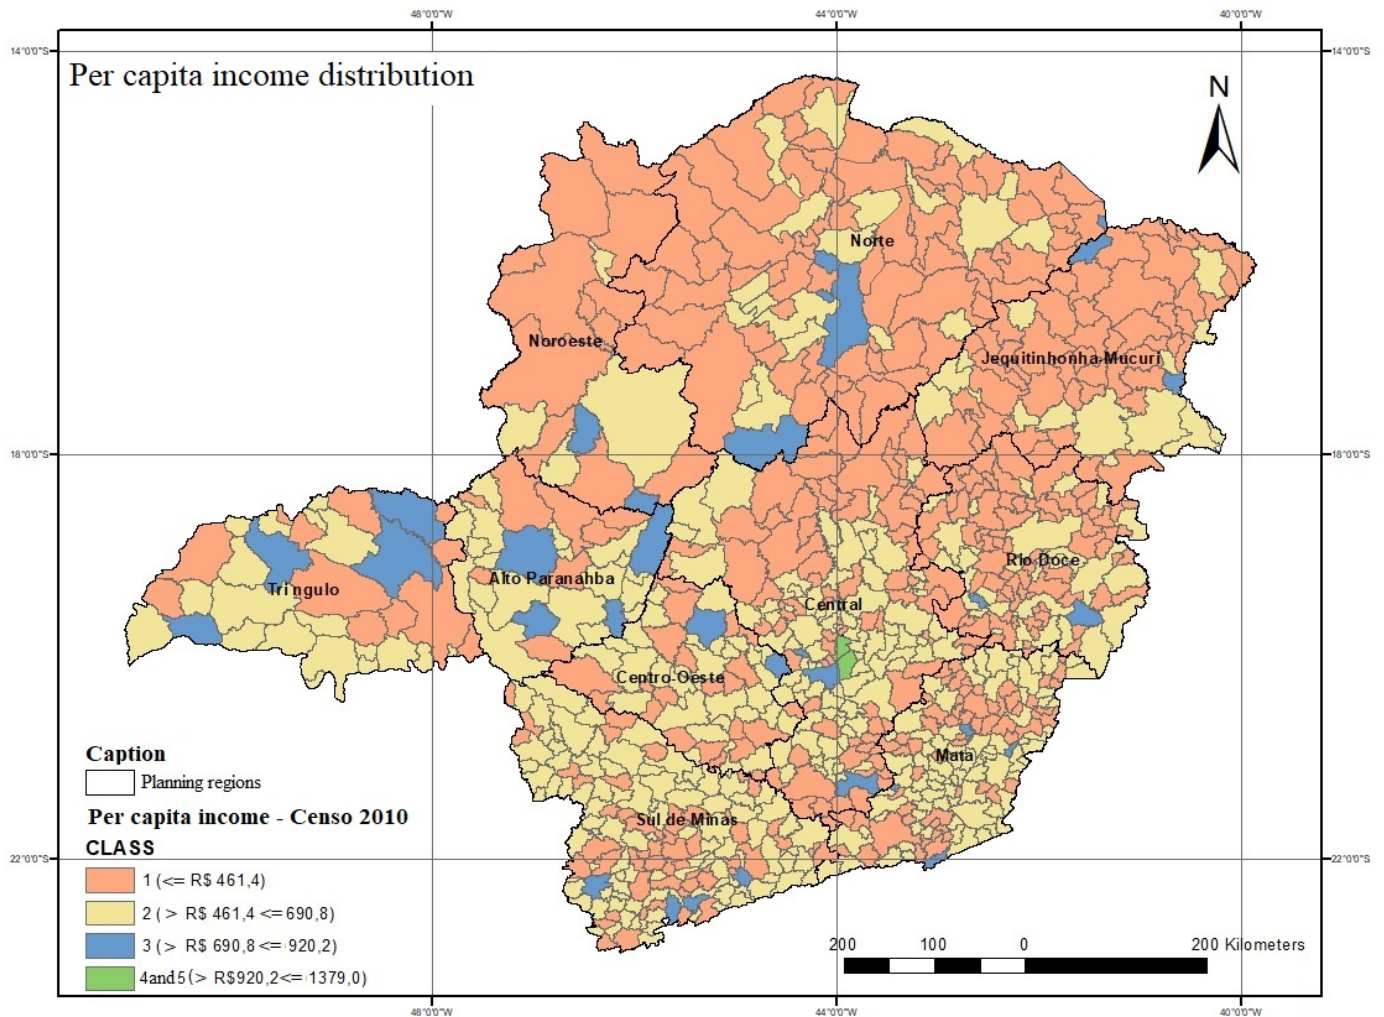 48°0'0"W 44°0'0"W 40°0'0"W
14°0'0"S 14°0'0"S
Per capita income distribution
N
Norte
Noroeste
Jequitinhonha-Mucuri
18°0'0"S 18°0'0"S
Rio Doce
Alto Paranahba
Tri ngulo
Central
Centro-Oeste
Mata
Sul de Minas
Caption
Planning regions
Per capita income - Censo 2010
CLASS
22°0'0"S 22°0'0"S
1 (<= R$ 461,4)
2 ( > R$ 461,4 <= 690,8)
3 (> R$ 690,8 <= 920,2)
4and5(> R$920,2<= 1379,0)
200 100 0 200 Kilometers
48°0'0"W 44°0'0"W 40°0'0"W